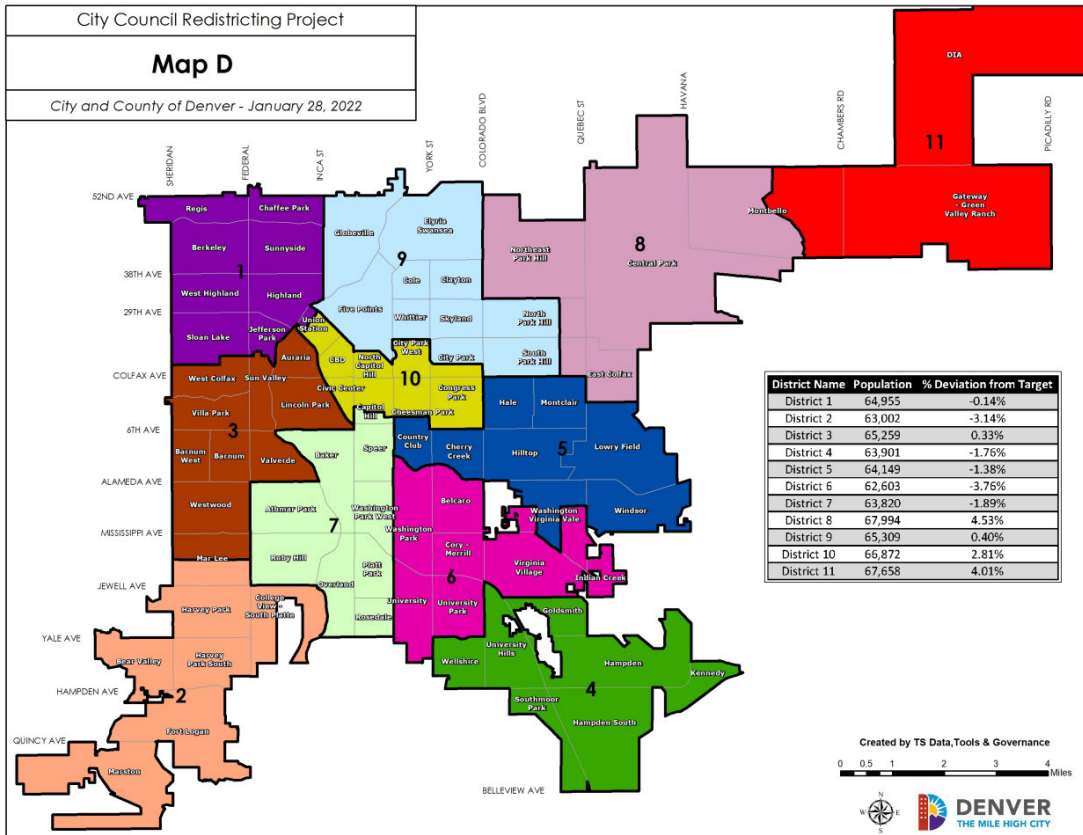 City Council Redistricting Project
Map D
City and County of Denver - January 28, 2022
SHERIDAN
FEDERAL
INCA ST
YORK ST
COLORADO BLVD
QUEBEC ST
HAVANA
CHAMBERS RD
PICADILLY RD
52ND AVE
38TH AVE
29TH AVE
COLFAX AVE
6TH AVE
ALAMEDA AVE
MISSISSIPPI AVE
JEWELL AVE
YALE AVE
HAMPDEN AVE
QUINCY AVE
BELLEVIEW AVE
DIA
11
Gateway
- Green
Valley Ranch
Montbello
8
Northeast
Park Hill
Central Park
East Colfax
Regis
Chaffee Park
Berkeley
Sunnyside
1
West Highland
Highland
Sloan Lake
Jefferson
Park
Globeville
Elyria
Swansea
9
Cole
Clayton
Five Points
Whittier
Skyland
North
Park Hill
South
Park Hill
City Park
Union
Station
CBD
North
Capitol
Hill
City Park
West
10
Civic Center
Capitol
Hill
Cheesman Park
Congress
Park
Auraria
West Colfax
Sun Valley
Lincoln Park
Villa Park
3
Barnum
West
Barnum
Valverde
Westwood
Mar Lee
Hale
Montclair
Country
Club
Cherry
Creek
Hilltop
5
Lowry Field
Windsor
Washington
Virginia Vale
Baker
Speer
Athmar Park
7
Washington
Park West
Ruby Hill
Overland
Platt
Park
Rosedale
Belcaro
Washington
Park
Cory -
Merrill
6
6
Virginia
Village
Indian Creek
University
University
Park
College
View -
South Platte
Harvey Park
Harvey
Park South
Bear Valley
2
Fort Logan
Marston
Goldsmith
University
Hills
Wellshire
Hampden
Kennedy
4
Southmoor
Park
Hampden South
District Name Population % Deviation from Target
District 1 64,955 -0.14%
District 2 63,002 -3.14%
District 3 65,259 0.33%
District 4 63,901 -1.76%
District 5 64,149 -1.38%
District 6 62,603 -3.76%
District 7 63,820 -1.89%
District 8 67,994 4.53%
District 9 65,309 0.40%
District 10 66,872 2.81%
District 11 67,658 4.01%
Created by TS Data,Tools & Governance
0 0.5 1 2 3 4
Miles
N
W E
S
DENVER
THE MILE HIGH CITY